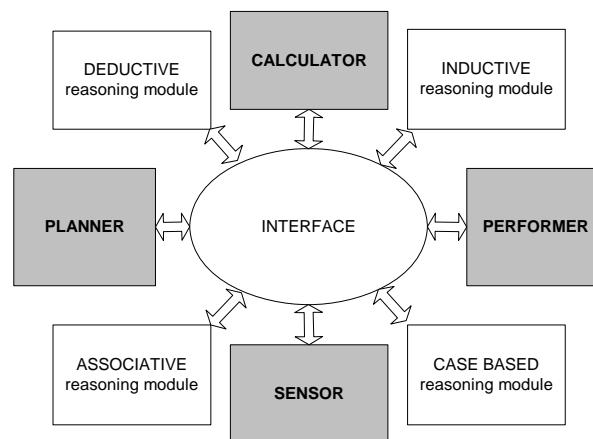 CALCULATOR
DEDUCTIVE
reasoning module
INDUCTIVE
reasoning module
PLANNER
INTERFACE
PERFORMER
ASSOCIATIVE
reasoning module
SENSOR
CASE BASED
reasoning module